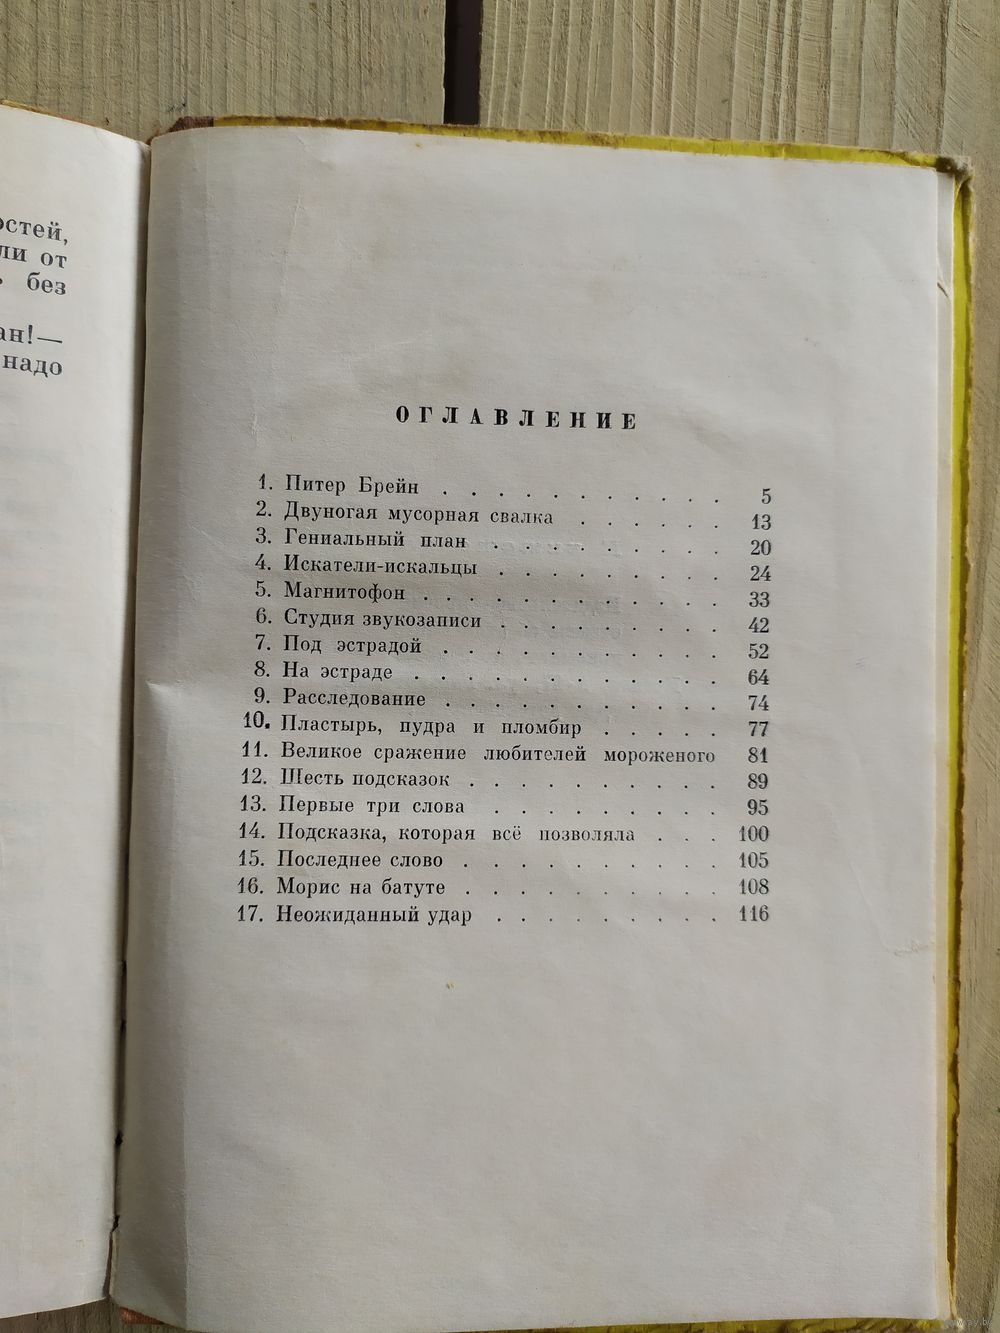 остей,
ли от
без
ан!—
надо
ОГЛАВЛЕНИЕ
1. Питер Брейн . . . . . . . . . . . 5
2. Двуногая мусорная свалка . . . . . . 13
3. Гениальный план . . . . . . . . . 20
4. Искатели-искальцы . . . . . . . . . 24
5. Магнитофон . . . . . . . . . . . . 33
6. Студия звукозаписи . . . . . . . . . 42
7. Под эстрадой . . . . . . . . . . . 52
8. На эстраде . . . . . . . . . . . . 64
9. Расследование . . . . . . . . . . . 74
10. Пластырь, пудра и пломбир . . . . . 77
11. Великое сражение любителей мороженого 81
12. Шесть подсказок . . . . . . . . . . 89
13. Первые три слова . . . . . . . . . 95
14. Подсказка, которая всё позволяла . . . 100
15. Последнее слово . . . . . . . . . . 105
16. Морис на батуте . . . . . . . . . . 108
17. Неожиданный удар . . . . . . . . . 116